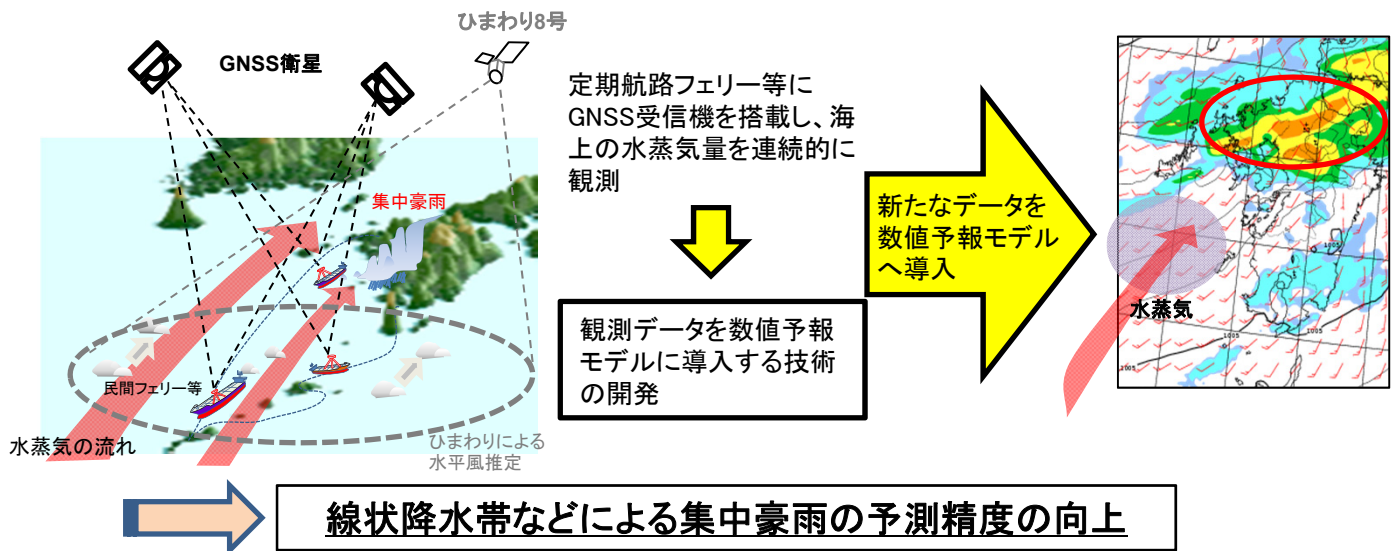 ひまわり8号
GNSS衛星
集中豪雨
民間フェリー等
水蒸気の流れ
ひまわりによる
水平風推定
定期航路フェリー等に
GNSS受信機を搭載し、海
上の水蒸気量を連続的に
観測
観測データを数値予報
モデルに導入する技術
の開発
新たなデータを
数値予報モデル
へ導入
水蒸気
1005
1005
1005
1005
線状降水帯などによる集中豪雨の予測精度の向上